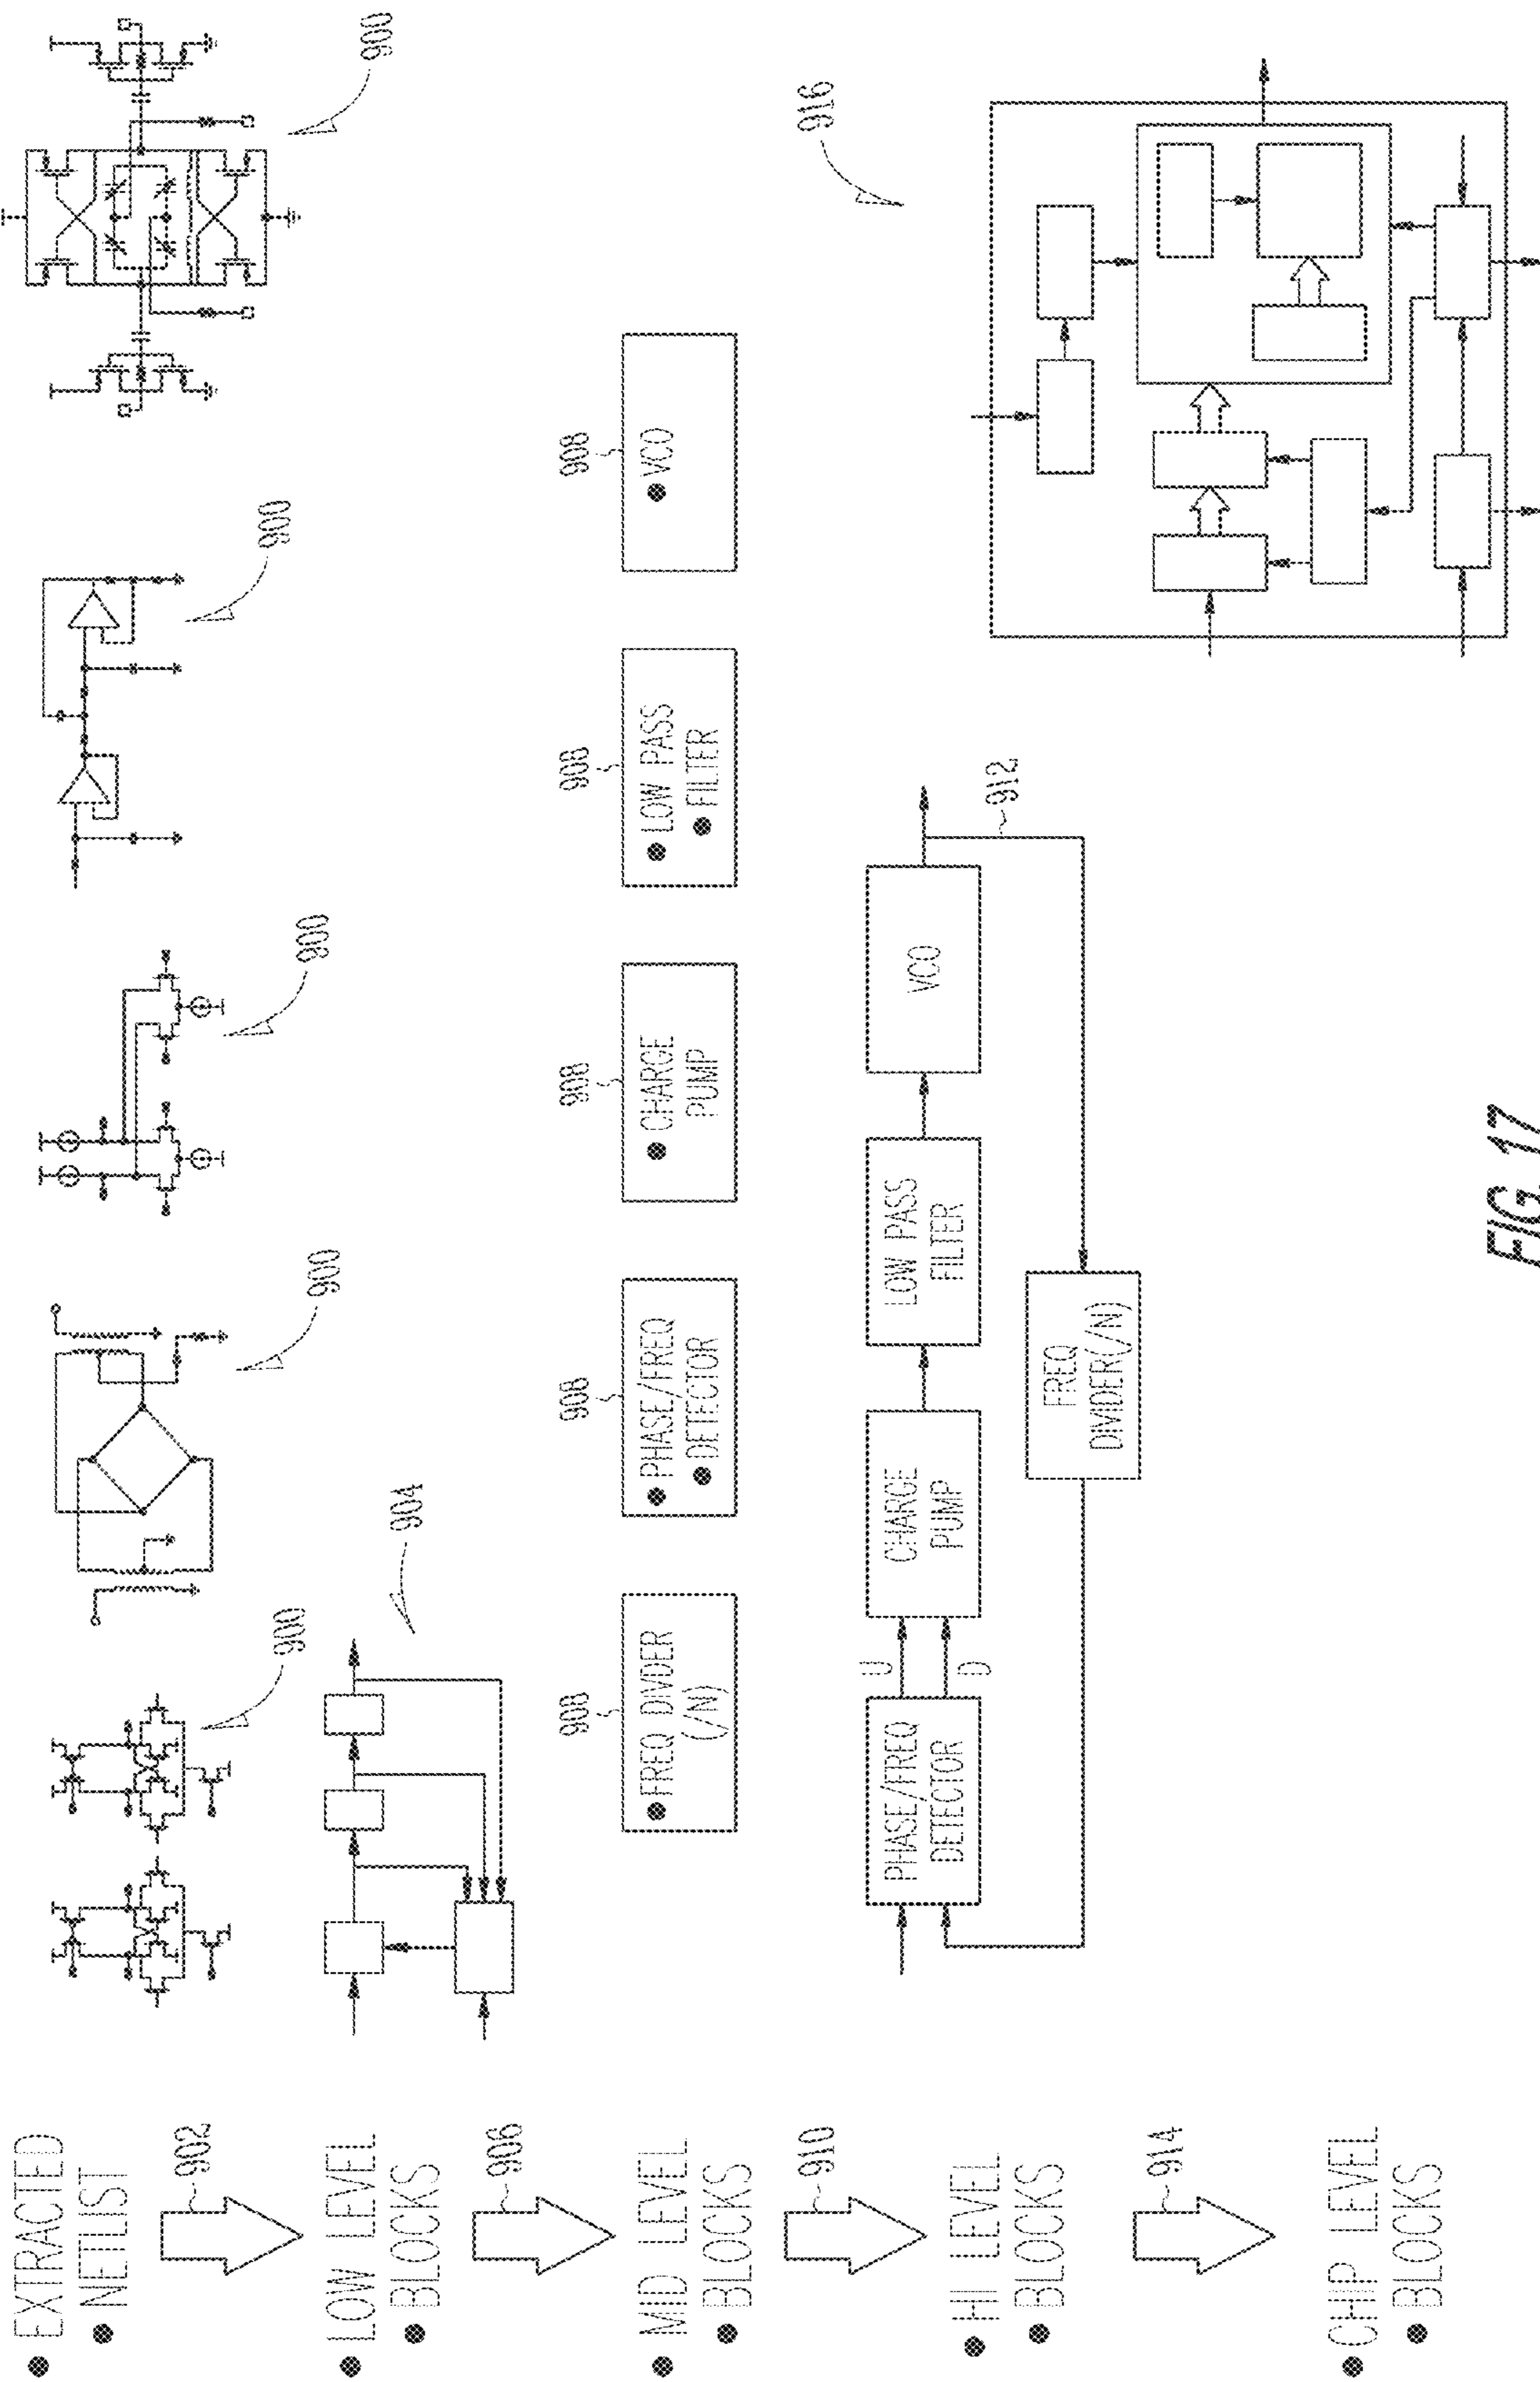 EXTRACTED
NETLIST
902
900
900
900
900
900
LOW LEVEL
BLOCKS
904
906
MID LEVEL
BLOCKS
908
FREQ DIVDER
(/N)
908
PHASE/FREQ
DETECTOR
908
CHARGE
PUMP
908
LOW PASS
FILTER
908
VCO
910
HI LEVEL
BLOCKS
PHASE/FREQ
DETECTOR
U
D
CHARGE
PUMP
LOW PASS
FILTER
VCO
912
FREQ
DIVIDER(/N)
914
CHIP LEVEL
BLOCKS
916
FIG. 17